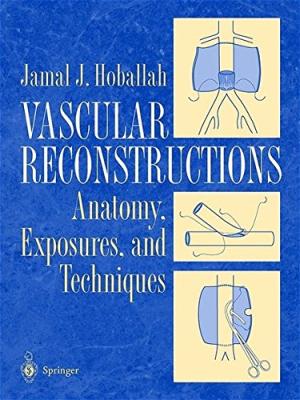 Jamal J. Hoballah
VASCULAR
RECONSTRUCTIONS
Anatomy,
Exposures, and
Techniques
Springer